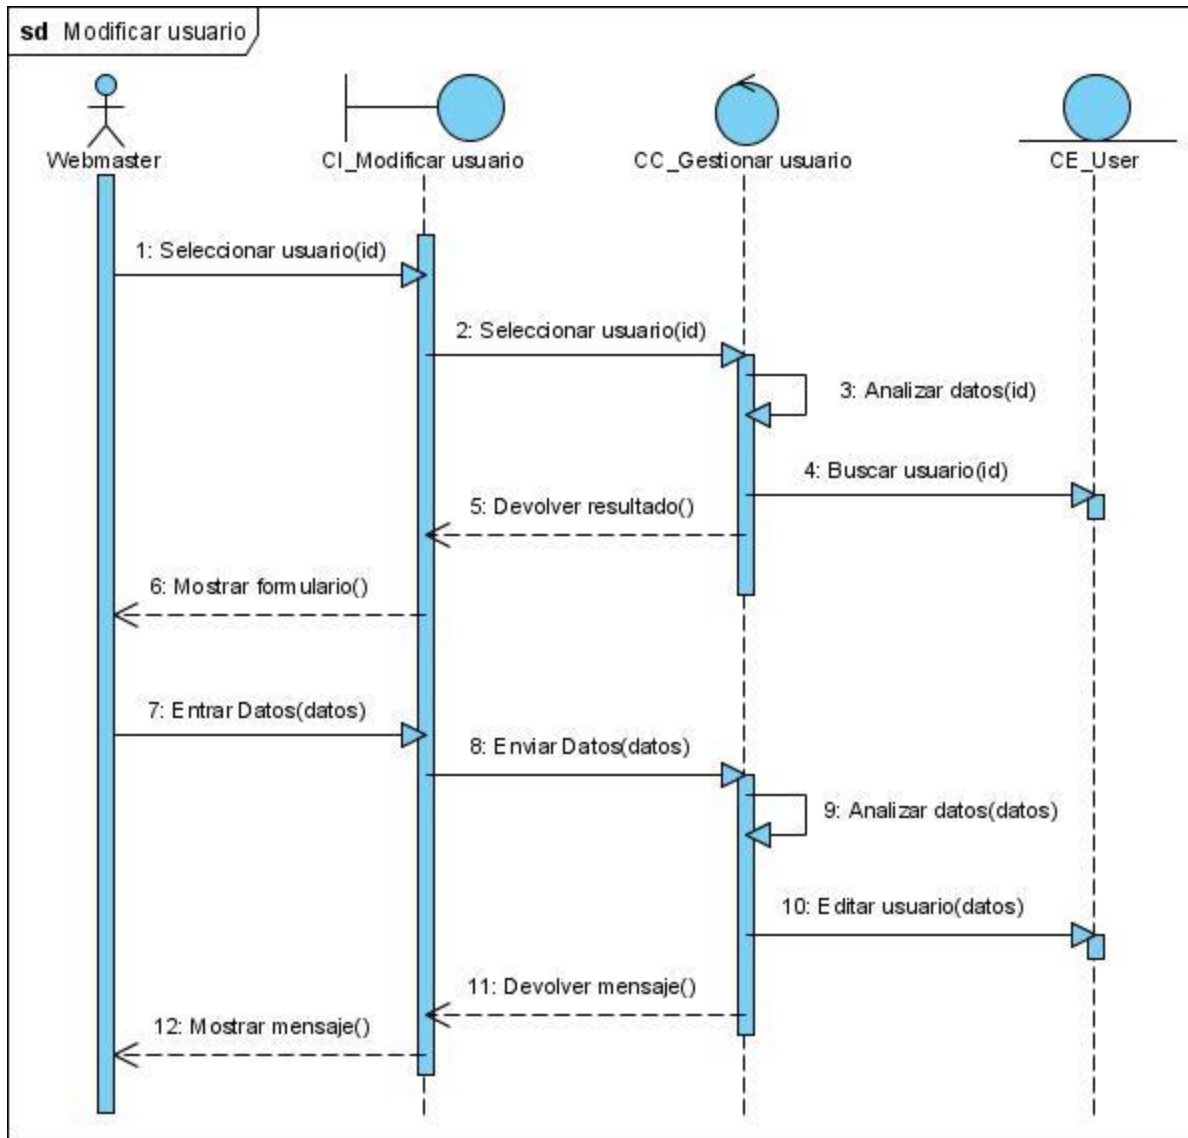 sd Modificar usuario
Webmaster
CI_Modificar usuario
CC_Gestionar usuario
CE_User
1: Seleccionar usuario(id)
2: Seleccionar usuario(id)
3: Analizar datos(id)
4: Buscar usuario(id)
5: Devolver resultado()
6: Mostrar formulario()
7: Entrar Datos(datos)
8: Enviar Datos(datos)
9: Analizar datos(datos)
10: Editar usuario(datos)
11: Devolver mensaje()
12: Mostrar mensaje()